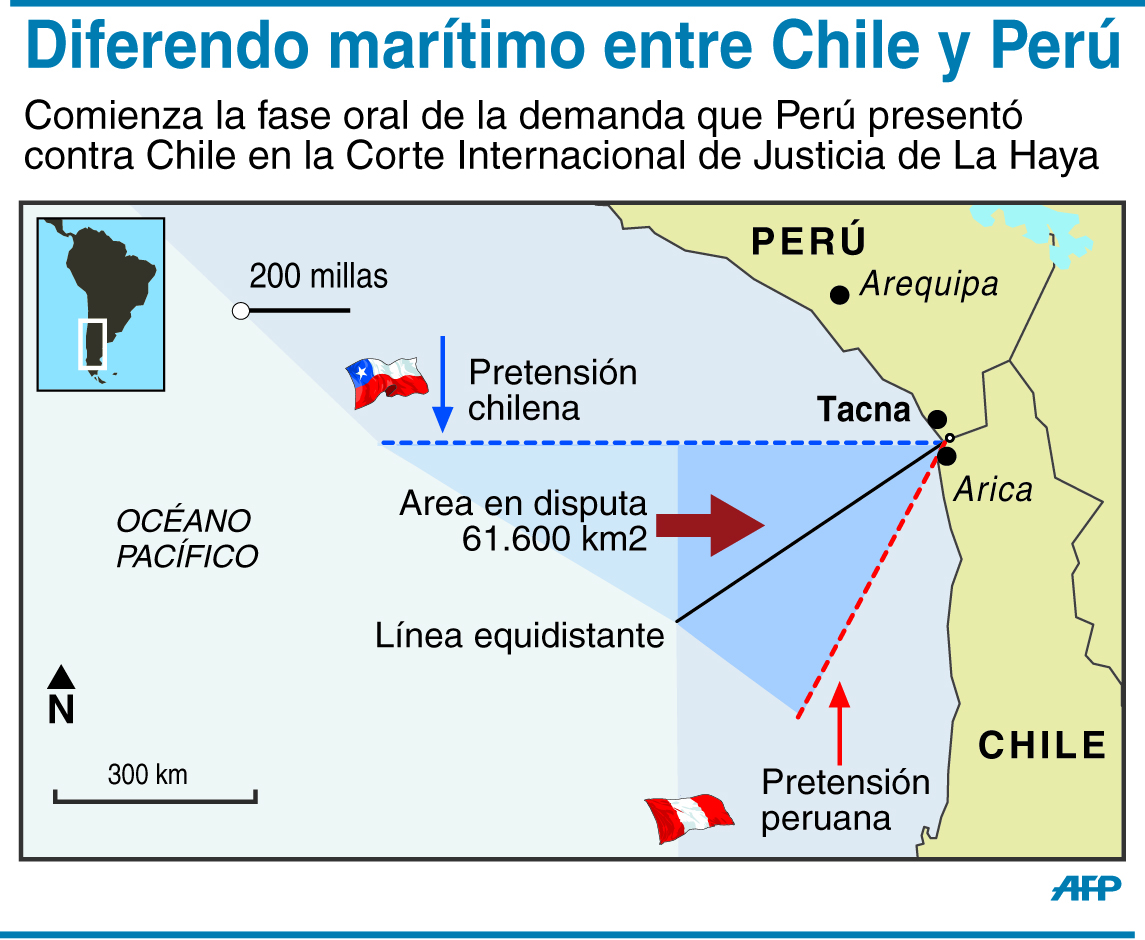 Diferendo marítimo entre Chile y Perú
Comienza la fase oral de la demanda que Perú presentó
contra Chile en la Corte Internacional de Justicia de La Haya
PERÚ
200 millas
Arequipa
Pretensión
chilena
Tacna
Arica
Area en disputa
61.600 km2
OCÉANO
PACÍFICO
Línea equidistante
N
CHILE
300 km
Pretensión
peruana
AFP